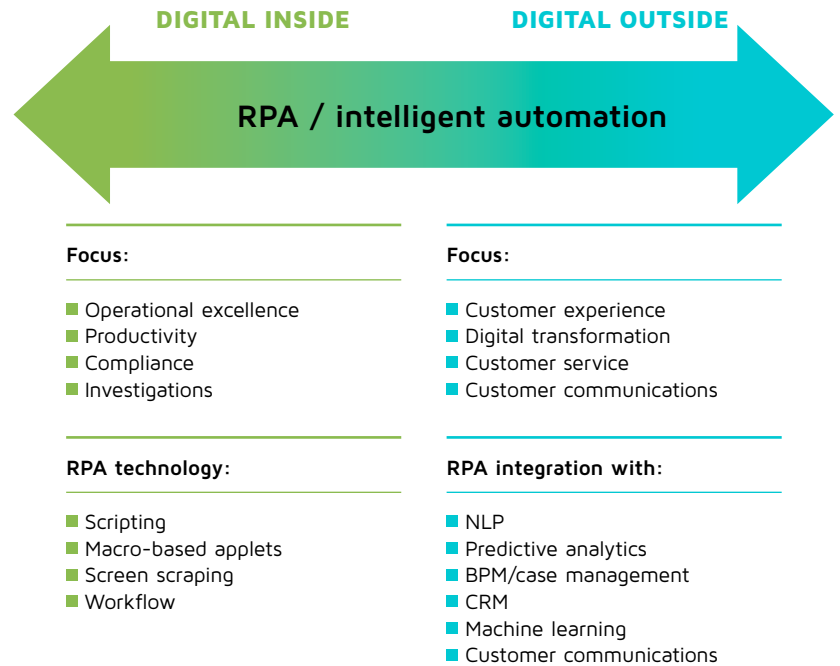 DIGITAL INSIDE
DIGITAL OUTSIDE
RPA / intelligent automation
Focus:
Operational excellence
Productivity
Compliance
Investigations
RPA technology:
Scripting
Macro-based applets
Screen scraping
Workflow
Focus:
Customer experience
Digital transformation
Customer service
Customer communications
RPA integration with:
NLP
Predictive analytics
BPM/case management
CRM
Machine learning
Customer communications